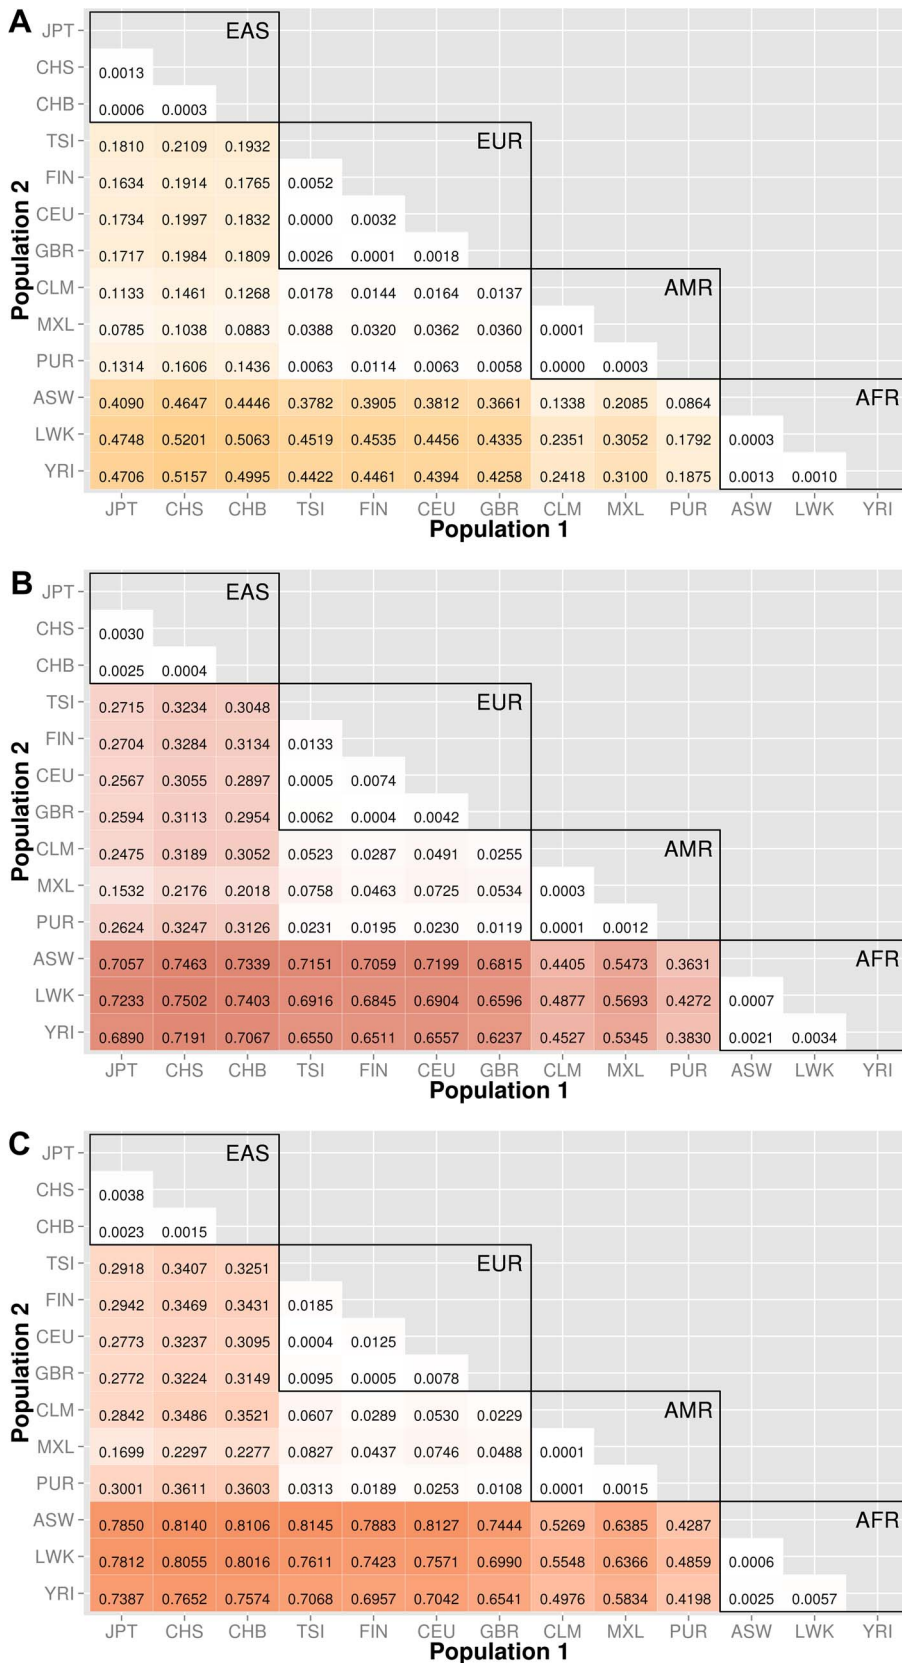 A
JPT EAS
CHS 0.0013
CHB 0.0006 0.0003
TSI 0.1810 0.2109 0.1932 EUR
FIN 0.1634 0.1914 0.1765 0.0052
CEU 0.1734 0.1997 0.1832 0.0000 0.0032
GBR 0.1717 0.1984 0.1809 0.0026 0.0001 0.0018
CLM 0.1133 0.1461 0.1268 0.0178 0.0144 0.0164 0.0137 AMR
MXL 0.0785 0.1038 0.0883 0.0388 0.0320 0.0362 0.0360 0.0001
PUR 0.1314 0.1606 0.1436 0.0063 0.0114 0.0063 0.0058 0.0000 0.0003
ASW 0.4090 0.4647 0.4446 0.3782 0.3905 0.3812 0.3661 0.1338 0.2085 0.0864 AFR
LWK 0.4748 0.5201 0.5063 0.4519 0.4535 0.4456 0.4335 0.2351 0.3052 0.1792 0.0003
YRI 0.4706 0.5157 0.4995 0.4422 0.4461 0.4394 0.4258 0.2418 0.3100 0.1875 0.0013 0.0010
JPT CHS CHB TSI FIN CEU GBR CLM MXL PUR ASW LWK YRI
Population 1
Population 2
B
JPT EAS
CHS 0.0030
CHB 0.0025 0.0004
TSI 0.2715 0.3234 0.3048 EUR
FIN 0.2704 0.3284 0.3134 0.0133
CEU 0.2567 0.3055 0.2897 0.0005 0.0074
GBR 0.2594 0.3113 0.2954 0.0062 0.0004 0.0042
CLM 0.2475 0.3189 0.3052 0.0523 0.0287 0.0491 0.0255 AMR
MXL 0.1532 0.2176 0.2018 0.0758 0.0463 0.0725 0.0534 0.0003
PUR 0.2624 0.3247 0.3126 0.0231 0.0195 0.0230 0.0119 0.0001 0.0012
ASW 0.7057 0.7463 0.7339 0.7151 0.7059 0.7199 0.6815 0.4405 0.5473 0.3631 AFR
LWK 0.7233 0.7502 0.7403 0.6916 0.6845 0.6904 0.6596 0.4877 0.5693 0.4272 0.0007
YRI 0.6890 0.7191 0.7067 0.6550 0.6511 0.6557 0.6237 0.4527 0.5345 0.3830 0.0021 0.0034
JPT CHS CHB TSI FIN CEU GBR CLM MXL PUR ASW LWK YRI
Population 1
Population 2
C
JPT EAS
CHS 0.0038
CHB 0.0023 0.0015
TSI 0.2918 0.3407 0.3251 EUR
FIN 0.2942 0.3469 0.3431 0.0185
CEU 0.2773 0.3237 0.3095 0.0004 0.0125
GBR 0.2772 0.3224 0.3149 0.0095 0.0005 0.0078
CLM 0.2842 0.3486 0.3521 0.0607 0.0289 0.0530 0.0229 AMR
MXL 0.1699 0.2297 0.2277 0.0827 0.0437 0.0746 0.0488 0.0001
PUR 0.3001 0.3611 0.3603 0.0313 0.0189 0.0253 0.0108 0.0001 0.0015
ASW 0.7850 0.8140 0.8106 0.8145 0.7883 0.8127 0.7444 0.5269 0.6385 0.4287 AFR
LWK 0.7812 0.8055 0.8016 0.7611 0.7423 0.7571 0.6990 0.5548 0.6366 0.4859 0.0006
YRI 0.7387 0.7652 0.7574 0.7068 0.6957 0.7042 0.6541 0.4976 0.5834 0.4198 0.0025 0.0057
JPT CHS CHB TSI FIN CEU GBR CLM MXL PUR ASW LWK YRI
Population 1
Population 2